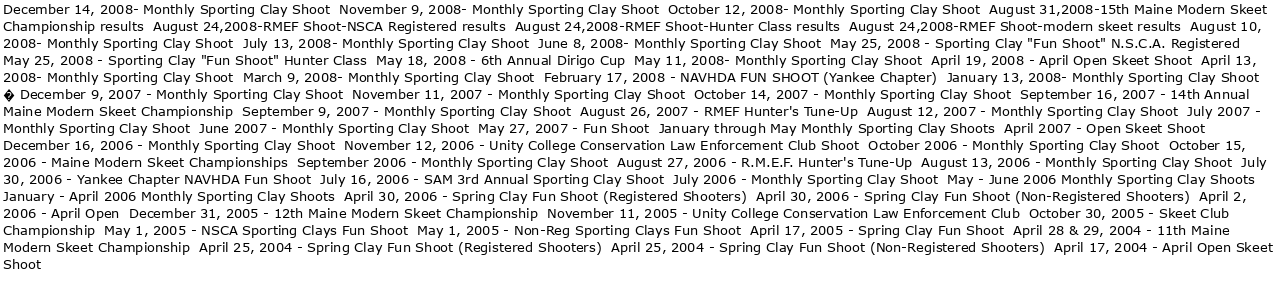 December 14, 2008- Monthly Sporting Clay Shoot  November 9, 2008- Monthly Sporting Clay Shoot  October 12, 2008- Monthly Sporting Clay Shoot  August 31,2008-15th Maine Modern Skeet
Championship results  August 24,2008-RMEF Shoot-NSCA Registered results  August 24,2008-RMEF Shoot-Hunter Class results  August 24,2008-RMEF Shoot-modern skeet results  August 10,
2008- Monthly Sporting Clay Shoot  July 13, 2008- Monthly Sporting Clay Shoot  June 8, 2008- Monthly Sporting Clay Shoot  May 25, 2008 - Sporting Clay "Fun Shoot" N.S.C.A. Registered
May 25, 2008 - Sporting Clay "Fun Shoot" Hunter Class  May 18, 2008 - 6th Annual Dirigo Cup  May 11, 2008- Monthly Sporting Clay Shoot  April 19, 2008 - April Open Skeet Shoot  April 13,
2008- Monthly Sporting Clay Shoot  March 9, 2008- Monthly Sporting Clay Shoot  February 17, 2008 - NAVHDA FUN SHOOT (Yankee Chapter)  January 13, 2008- Monthly Sporting Clay Shoot
� December 9, 2007 - Monthly Sporting Clay Shoot  November 11, 2007 - Monthly Sporting Clay Shoot  October 14, 2007 - Monthly Sporting Clay Shoot  September 16, 2007 - 14th Annual
Maine Modern Skeet Championship  September 9, 2007 - Monthly Sporting Clay Shoot  August 26, 2007 - RMEF Hunter's Tune-Up  August 12, 2007 - Monthly Sporting Clay Shoot  July 2007 -
Monthly Sporting Clay Shoot  June 2007 - Monthly Sporting Clay Shoot  May 27, 2007 - Fun Shoot  January through May Monthly Sporting Clay Shoots  April 2007 - Open Skeet Shoot
December 16, 2006 - Monthly Sporting Clay Shoot  November 12, 2006 - Unity College Conservation Law Enforcement Club Shoot  October 2006 - Monthly Sporting Clay Shoot  October 15,
2006 - Maine Modern Skeet Championships  September 2006 - Monthly Sporting Clay Shoot  August 27, 2006 - R.M.E.F. Hunter's Tune-Up  August 13, 2006 - Monthly Sporting Clay Shoot  July
30, 2006 - Yankee Chapter NAVHDA Fun Shoot  July 16, 2006 - SAM 3rd Annual Sporting Clay Shoot  July 2006 - Monthly Sporting Clay Shoot  May - June 2006 Monthly Sporting Clay Shoots
January - April 2006 Monthly Sporting Clay Shoots  April 30, 2006 - Spring Clay Fun Shoot (Registered Shooters)  April 30, 2006 - Spring Clay Fun Shoot (Non-Registered Shooters)  April 2,
2006 - April Open  December 31, 2005 - 12th Maine Modern Skeet Championship  November 11, 2005 - Unity College Conservation Law Enforcement Club  October 30, 2005 - Skeet Club
Championship  May 1, 2005 - NSCA Sporting Clays Fun Shoot  May 1, 2005 - Non-Reg Sporting Clays Fun Shoot  April 17, 2005 - Spring Clay Fun Shoot  April 28 & 29, 2004 - 11th Maine
Modern Skeet Championship  April 25, 2004 - Spring Clay Fun Shoot (Registered Shooters)  April 25, 2004 - Spring Clay Fun Shoot (Non-Registered Shooters)  April 17, 2004 - April Open Skeet
Shoot